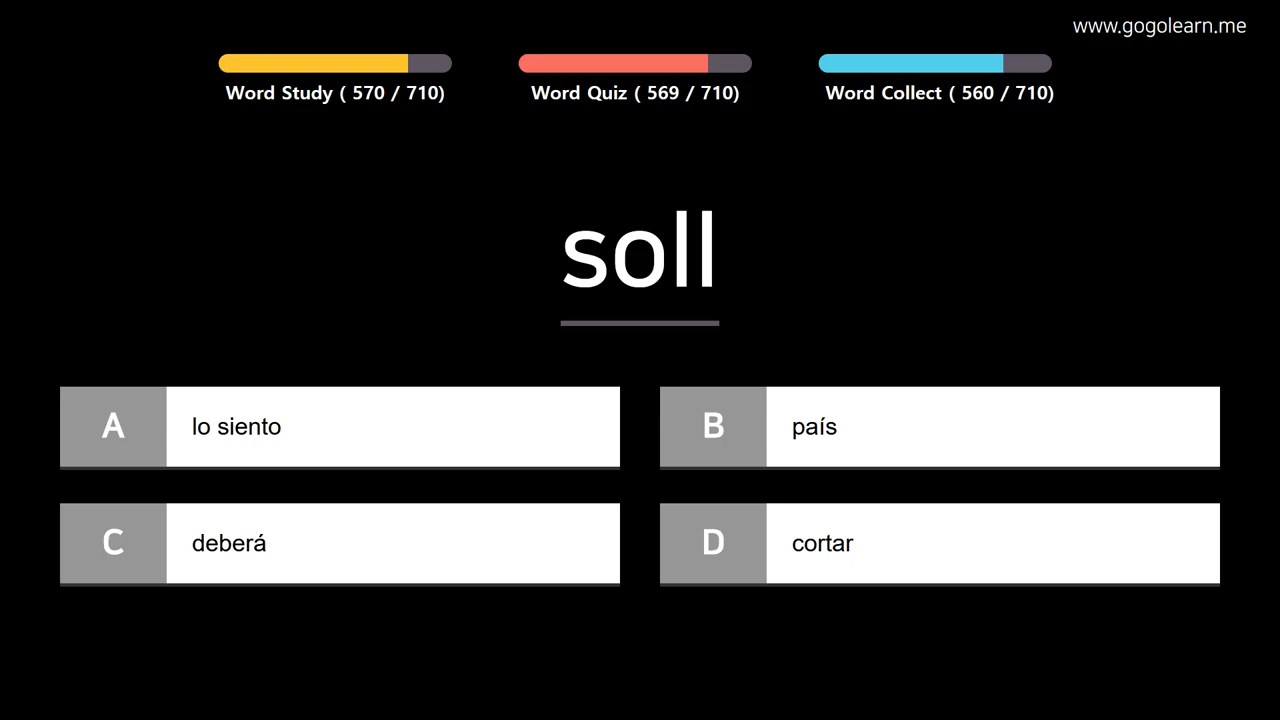 www.gogolearn.me
Word Study ( 570 / 710)
Word Quiz ( 569 / 710)
Word Collect ( 560 / 710)
soll
A lo siento
B país
C deberá
D cortar